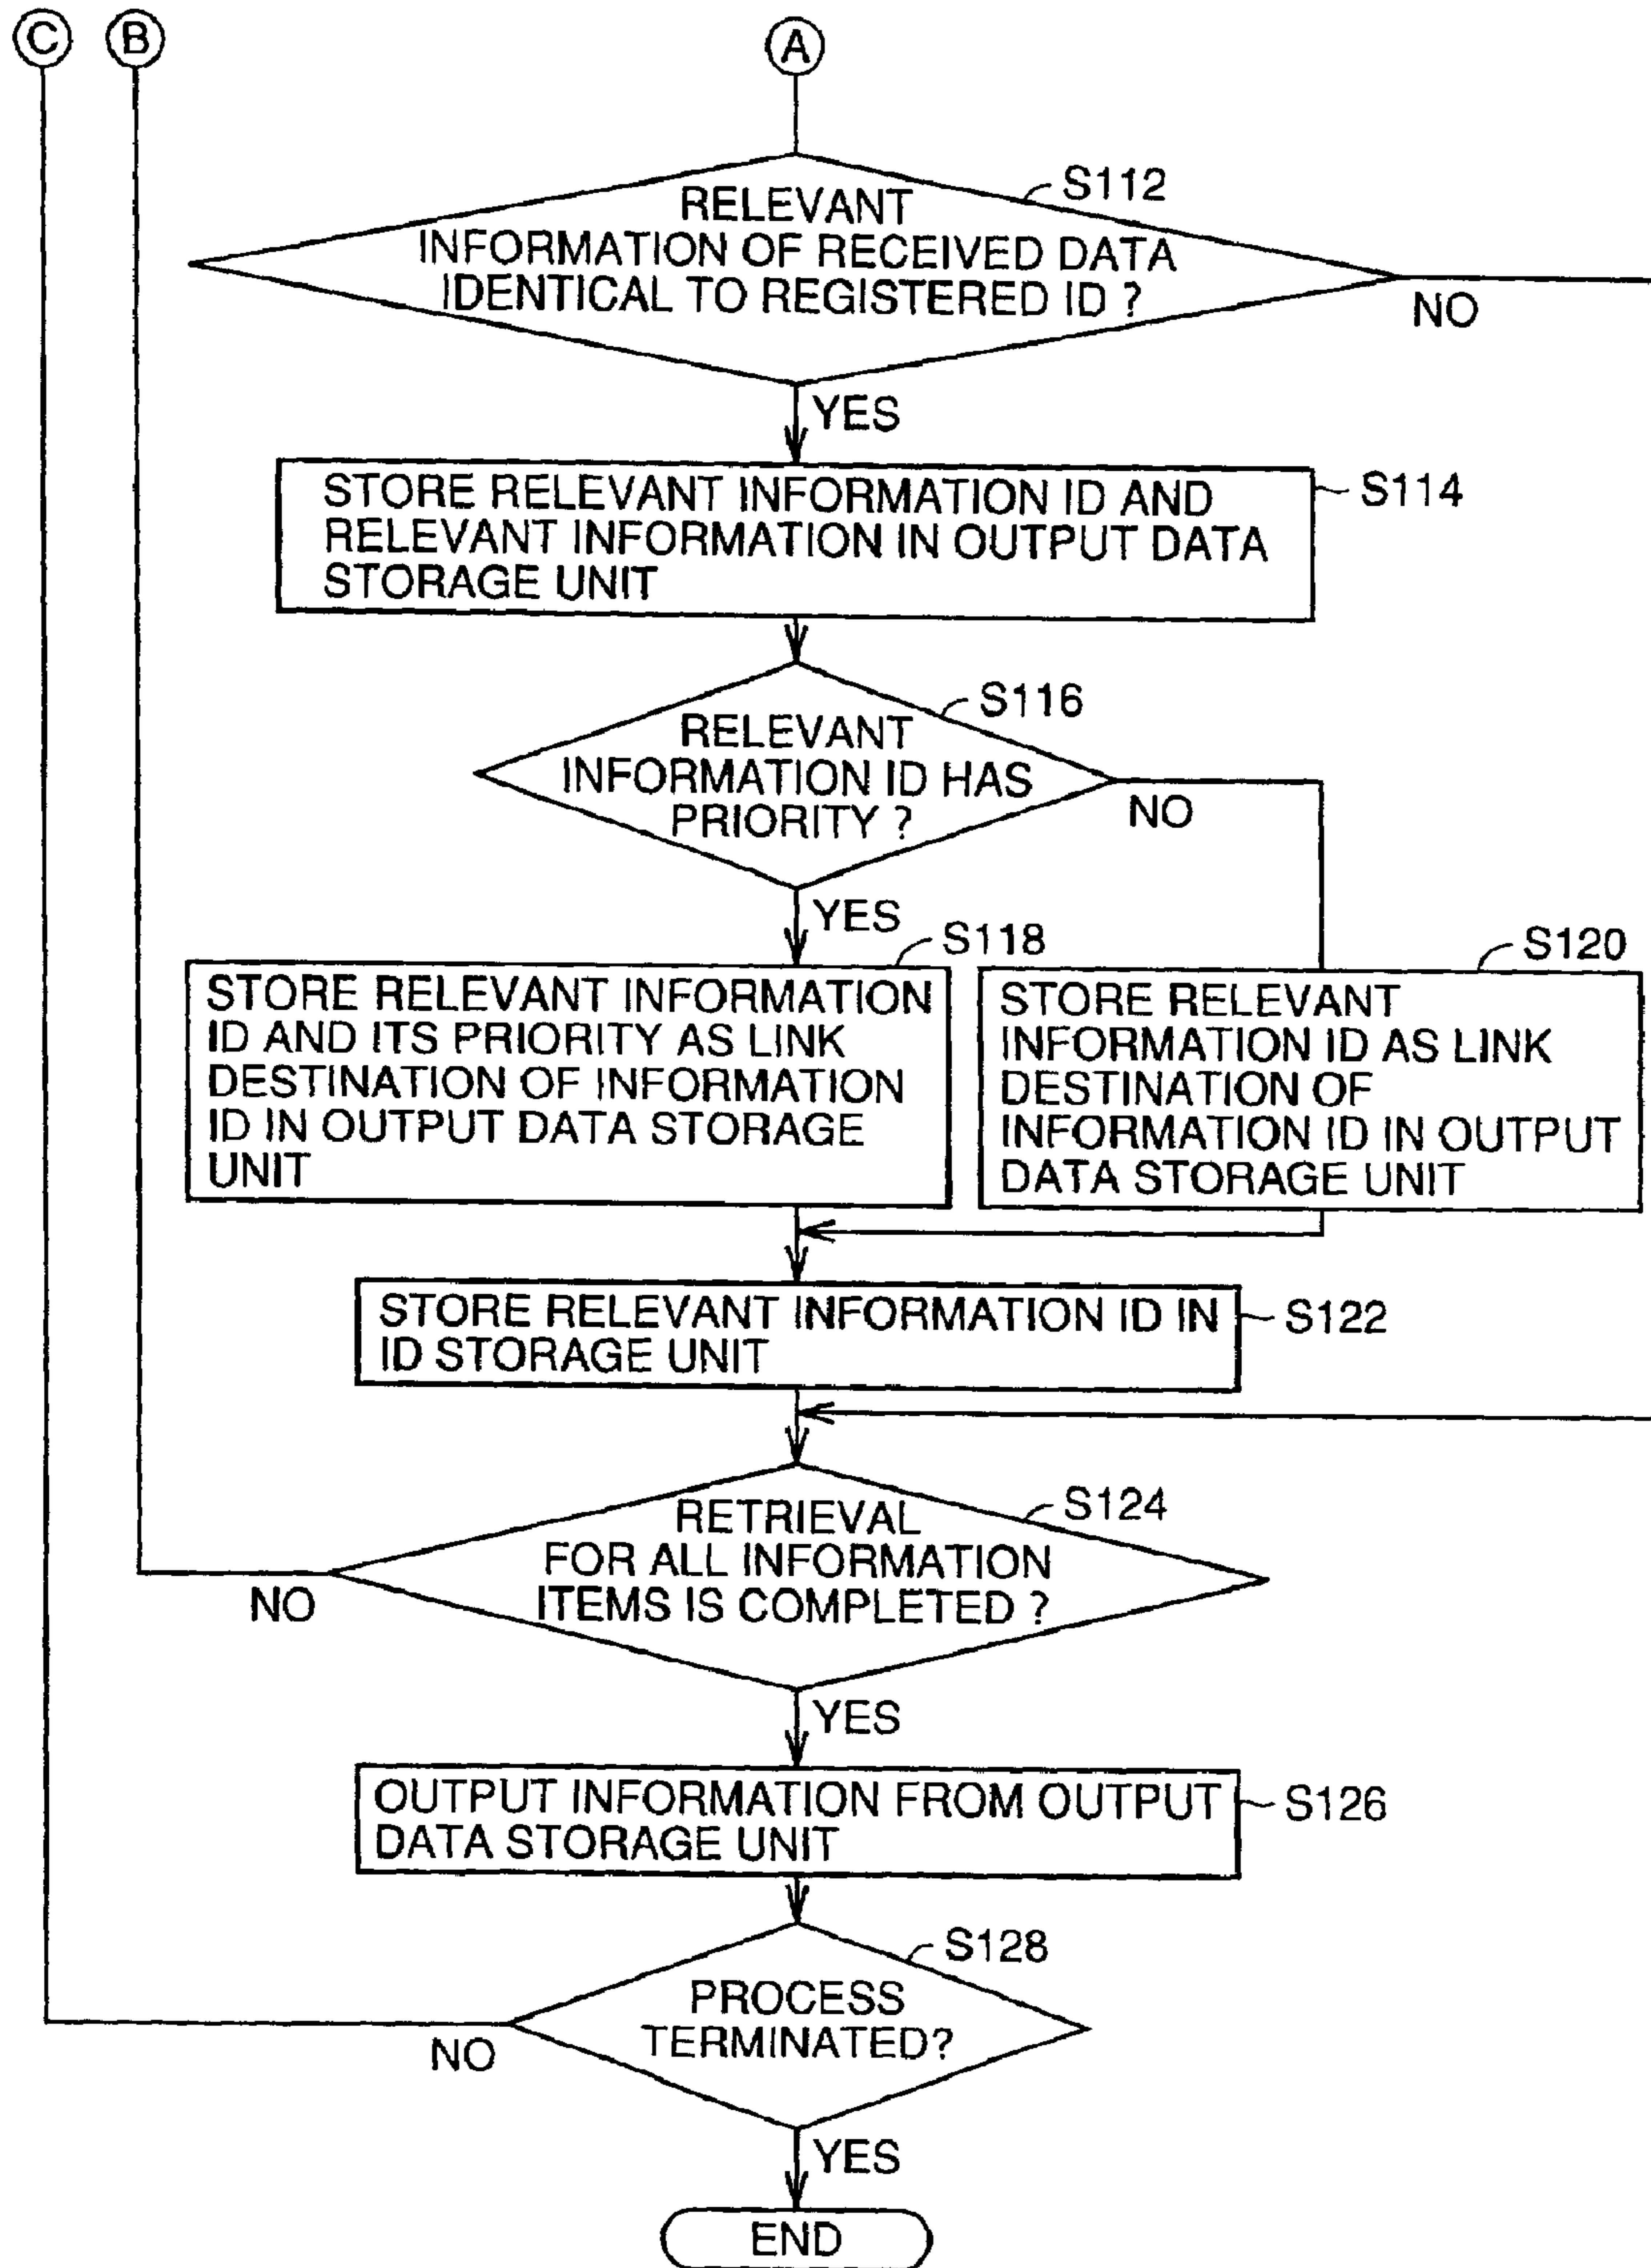 C
B
A
S112
RELEVANT
INFORMATION OF RECEIVED DATA
IDENTICAL TO REGISTERED ID ?
NO
YES
STORE RELEVANT INFORMATION ID AND
RELEVANT INFORMATION IN OUTPUT DATA
STORAGE UNIT
S114
S116
RELEVANT
INFORMATION ID HAS
PRIORITY ?
NO
YES
S118
STORE RELEVANT INFORMATION
ID AND ITS PRIORITY AS LINK
DESTINATION OF INFORMATION
ID IN OUTPUT DATA STORAGE
UNIT
S120
STORE RELEVANT
INFORMATION ID AS LINK
DESTINATION OF
INFORMATION ID IN OUTPUT
DATA STORAGE UNIT
STORE RELEVANT INFORMATION ID IN
ID STORAGE UNIT
S122
S124
RETRIEVAL
FOR ALL INFORMATION
ITEMS IS COMPLETED ?
NO
YES
OUTPUT INFORMATION FROM OUTPUT
DATA STORAGE UNIT
S126
S128
PROCESS
TERMINATED?
NO
YES
END